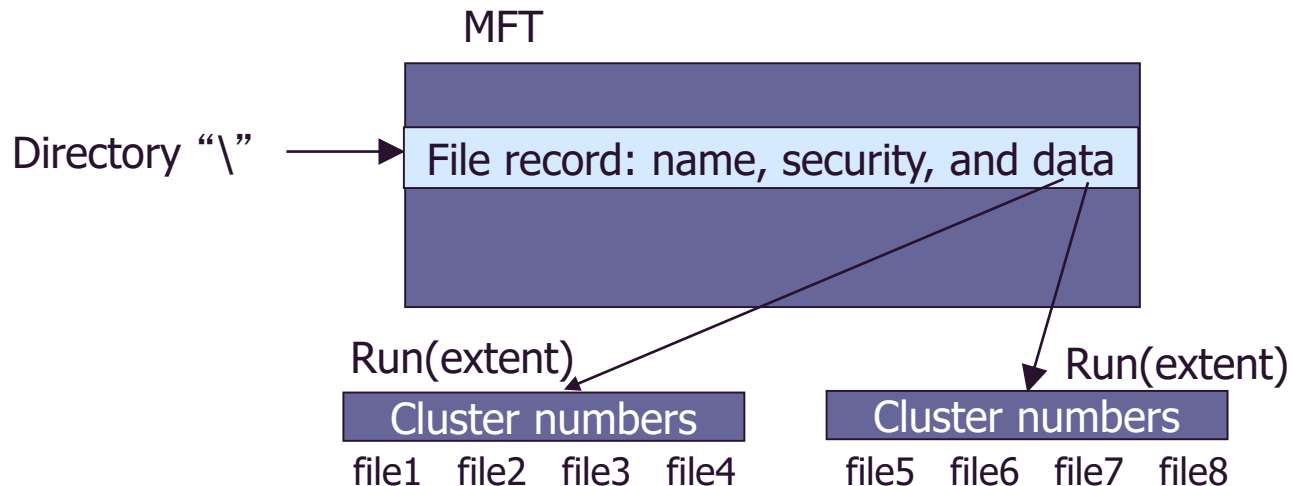 MFT
Directory “\”
File record: name, security, and data
Run(extent)
Run(extent)
Cluster numbers
Cluster numbers
file1 file2 file3 file4
file5 file6 file7 file8